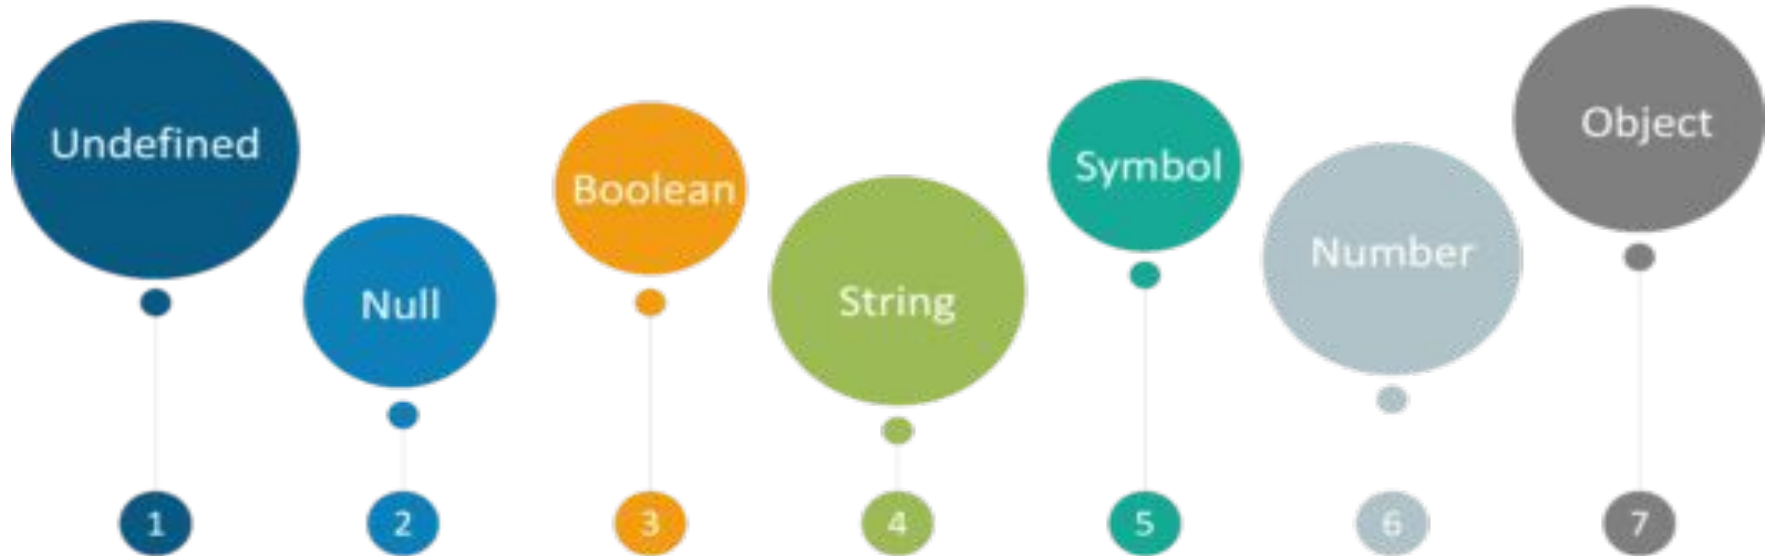 Undefined
Null
Boolean
String
Symbol
Number
Object
1
2
3
4
5
6
7